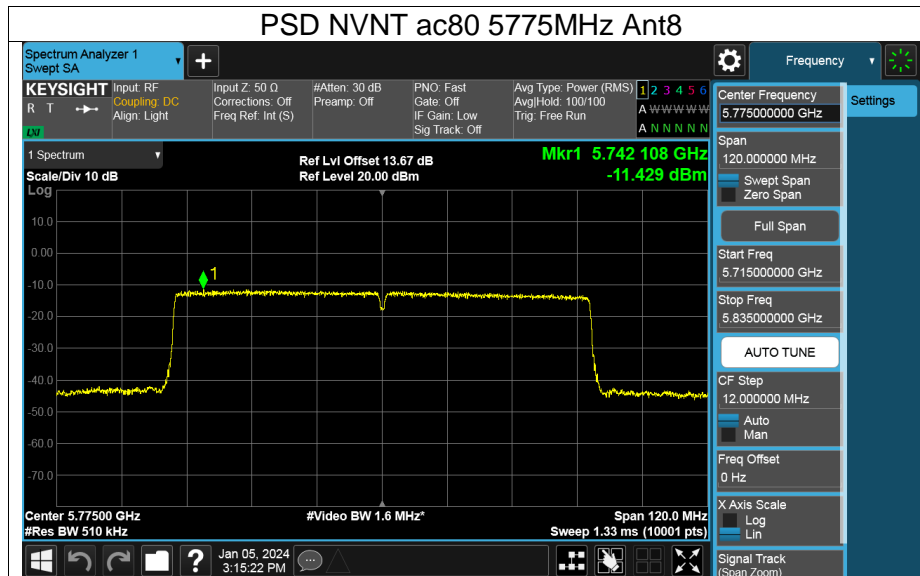 PSD NVNT ac80 5775MHz Ant8
Spectrum Analyzer 1
Swept SA
+
Frequency
KEYSIGHT
R T
LXI
Input: RF
Coupling: DC
Align: Light
Input Z: 50 Ω
Corrections: Off
Freq Ref: Int (S)
#Atten: 30 dB
Preamp: Off
PNO: Fast
Gate: Off
IF Gain: Low
Sig Track: Off
Avg Type: Power (RMS)
Avg|Hold: 100/100
Trig: Free Run
1 2 3 4 5 6
A W W W W W
A N N N N N
1 Spectrum
Scale/Div 10 dB
Log
Ref Lvl Offset 13.67 dB
Ref Level 20.00 dBm
Mkr1 5.742 108 GHz
-11.429 dBm
10.0
0.00
-10.0
-20.0
-30.0
-40.0
-50.0
-60.0
-70.0
1
Center 5.77500 GHz
#Res BW 510 kHz
#Video BW 1.6 MHz*
Span 120.0 MHz
Sweep 1.33 ms (10001 pts)
Center Frequency
5.775000000 GHz
Settings
Span
120.000000 MHz
Swept Span
Zero Span
Full Span
Start Freq
5.715000000 GHz
Stop Freq
5.835000000 GHz
AUTO TUNE
CF Step
12.000000 MHz
Auto
Man
Freq Offset
0 Hz
X Axis Scale
Log
Lin
Signal Track
(Span Zoom)
?
Jan 05, 2024
3:15:22 PM